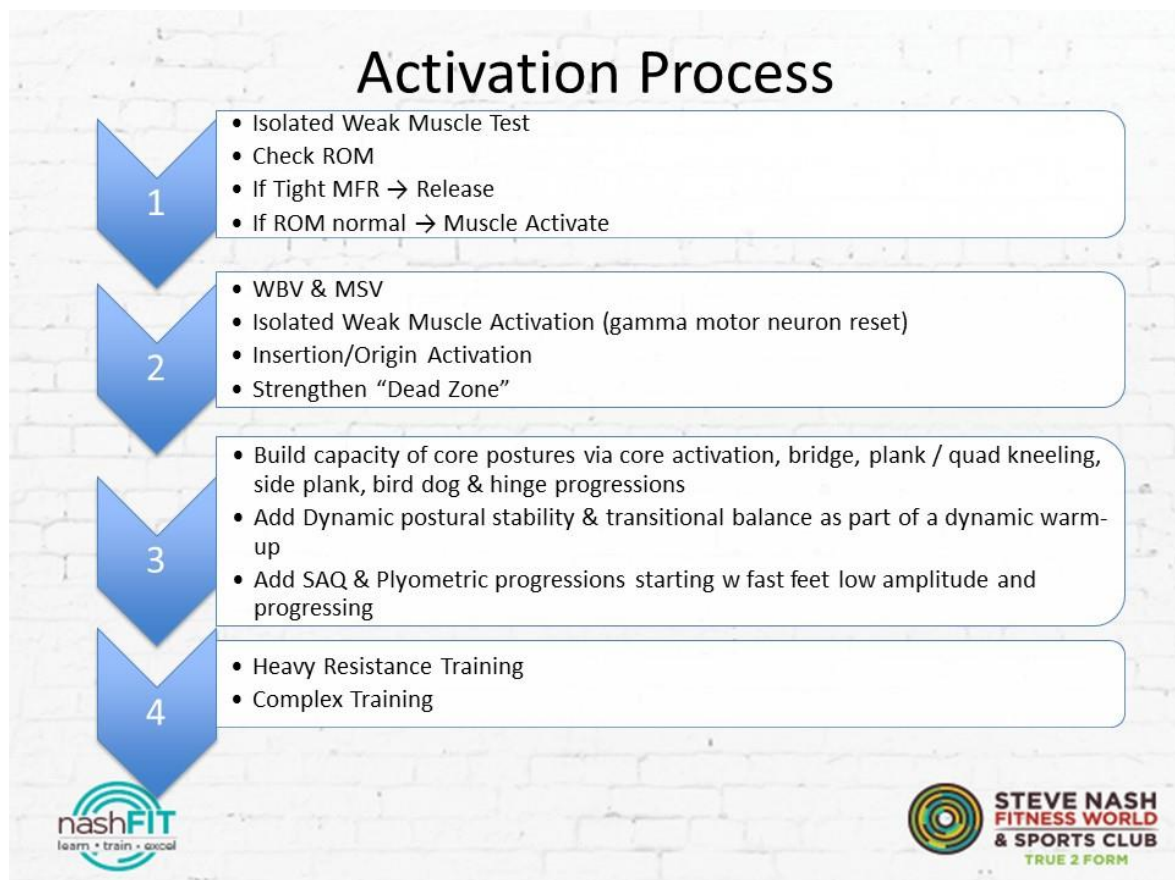 Activation Process
1
• Isolated Weak Muscle Test
• Check ROM
• If Tight MFR → Release
• If ROM normal → Muscle Activate
2
• WBV & MSV
• Isolated Weak Muscle Activation (gamma motor neuron reset)
• Insertion/Origin Activation
• Strengthen “Dead Zone”
3
• Build capacity of core postures via core activation, bridge, plank / quad kneeling,
side plank, bird dog & hinge progressions
• Add Dynamic postural stability & transitional balance as part of a dynamic warm-
up
• Add SAQ & Plyometric progressions starting w fast feet low amplitude and
progressing
4
• Heavy Resistance Training
• Complex Training
nashFIT
learn • train • excel
STEVE NASH
FITNESS WORLD
& SPORTS CLUB
TRUE 2 FORM